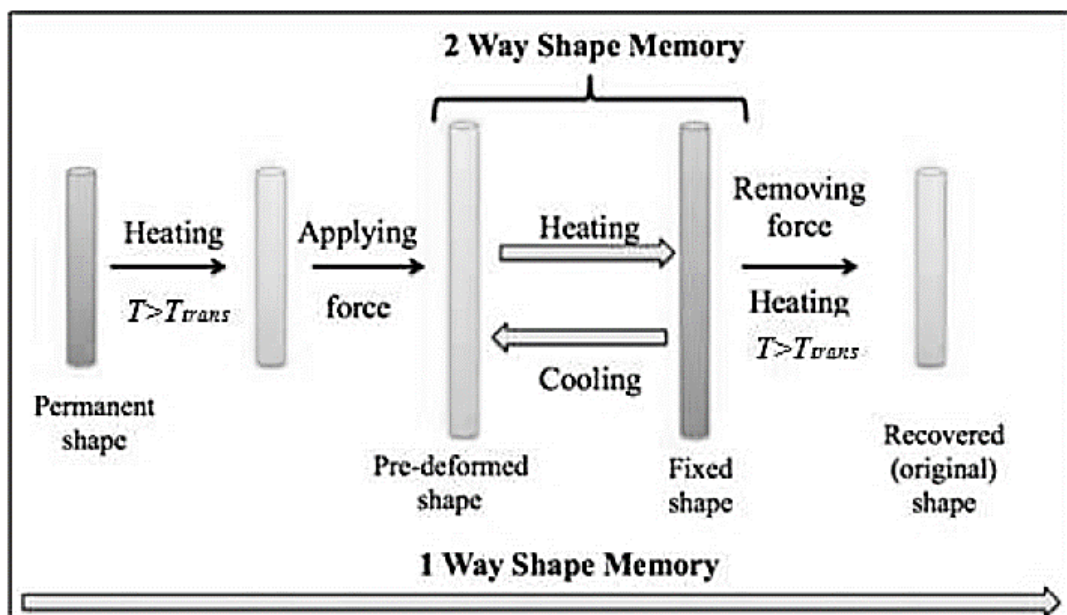 2 Way Shape Memory
Heating
T>Ttrans
Applying
force
Heating
Cooling
Removing
force
Heating
T>Ttrans
Permanent
shape
Pre-deformed
shape
Fixed
shape
Recovered
(original)
shape
1 Way Shape Memory